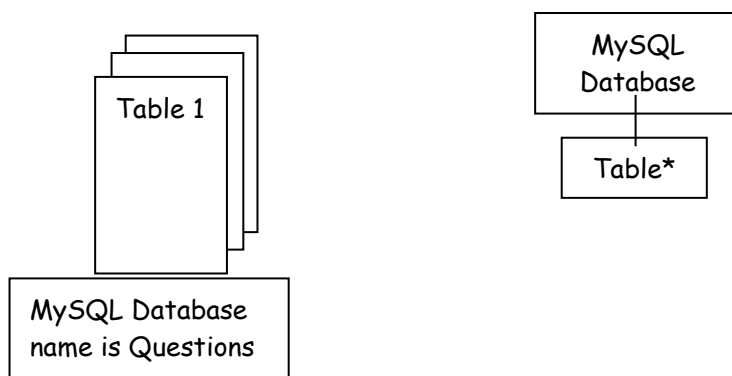 Table 1
MySQL Database
name is Questions
MySQL
Database
Table*